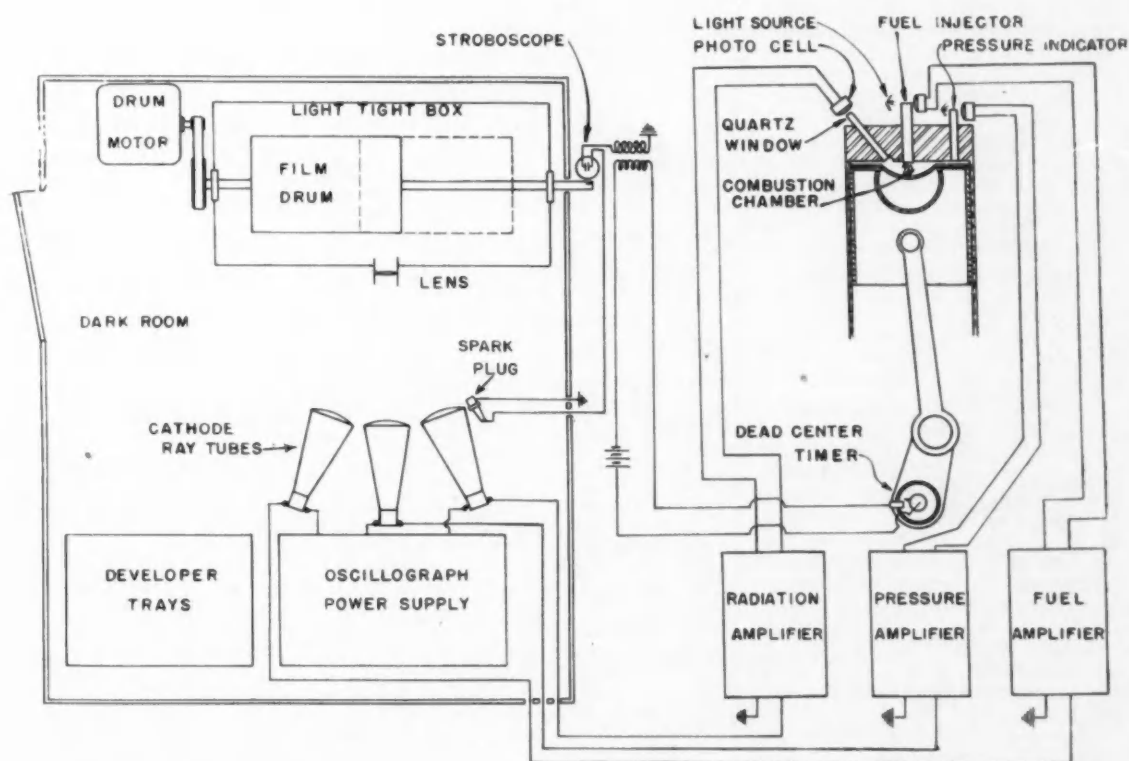 STROBOSCOPE
LIGHT SOURCE
PHOTO CELL
FUEL INJECTOR
PRESSURE INDICATOR
DRUM
MOTOR
LIGHT TIGHT BOX
QUARTZ
WINDOW
FILM
DRUM
COMBUSTION
CHAMBER
LENS
DARK ROOM
SPARK
PLUG
CATHODE
RAY TUBES
DEAD CENTER
TIMER
DEVELOPER
TRAYS
OSCILLOGRAPH
POWER SUPPLY
RADIATION
AMPLIFIER
PRESSURE
AMPLIFIER
FUEL
AMPLIFIER